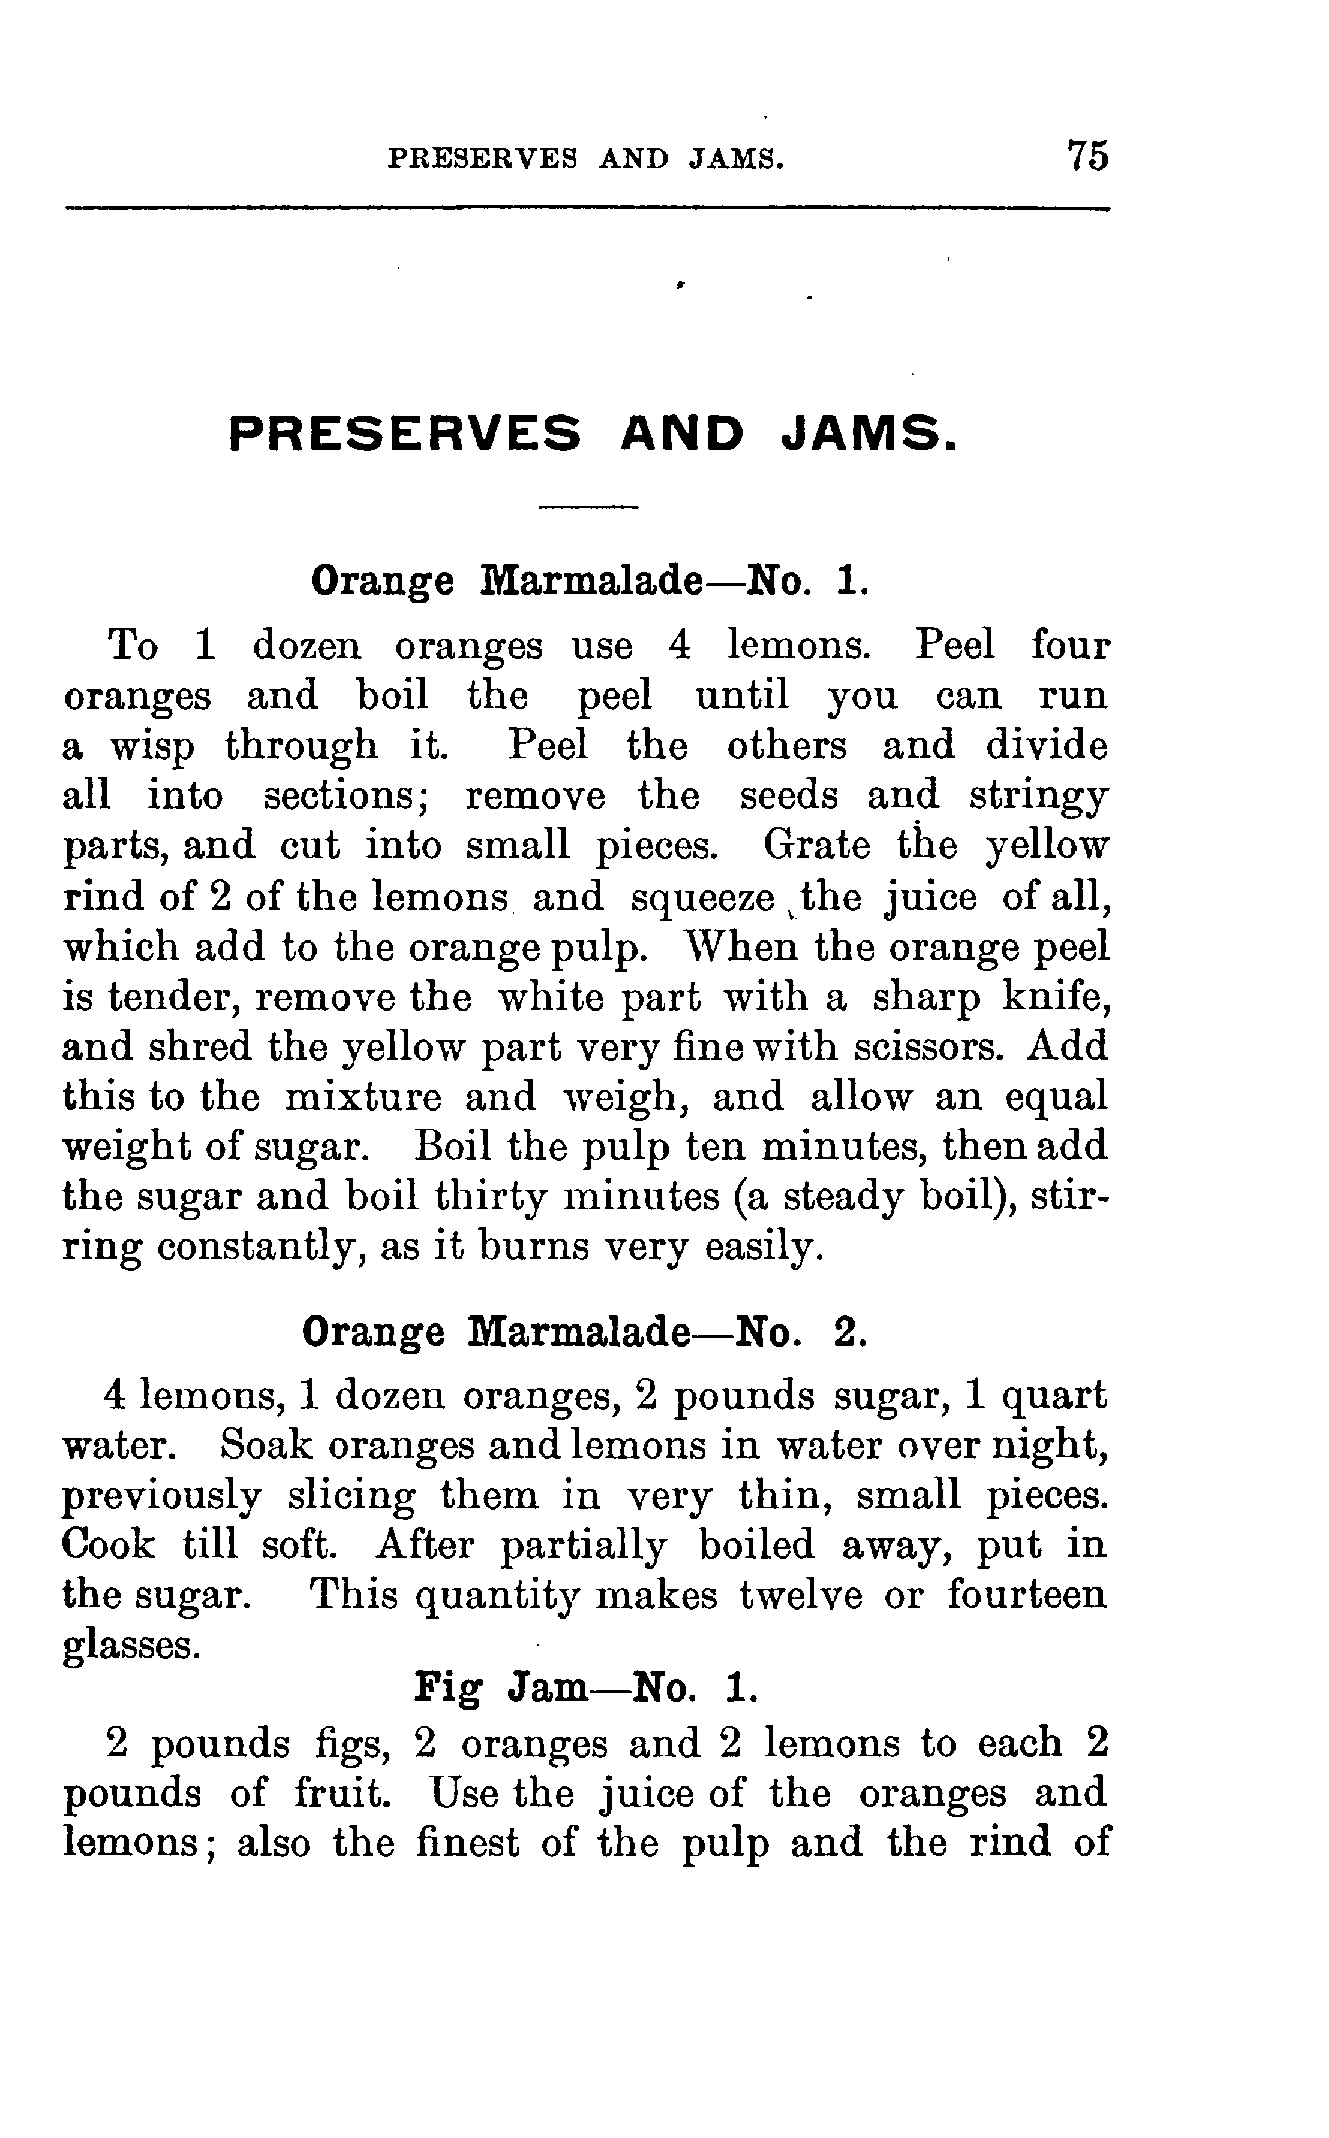 PRESERVES AND JAMS. 75
PRESERVES AND JAMS.
Orange Marmalade—No. 1.
To 1 dozen oranges use 4 lemons. Peel four
oranges and boil the peel until you can run
a wisp through it. Peel the others and divide
all into sections; remove the seeds and stringy
parts, and cut into small pieces. Grate the yellow
rind of 2 of the lemons and squeeze the juice of all,
which add to the orange pulp. When the orange peel
is tender, remove the white part with a sharp knife,
and shred the yellow part very fine with scissors. Add
this to the mixture and weigh, and allow an equal
weight of sugar. Boil the pulp ten minutes, then add
the sugar and boil thirty minutes (a steady boil), stir-
ring constantly, as it burns very easily.
Orange Marmalade—No. 2.
4 lemons, 1 dozen oranges, 2 pounds sugar, 1 quart
water. Soak oranges and lemons in water over night,
previously slicing them in very thin, small pieces.
Cook till soft. After partially boiled away, put in
the sugar. This quantity makes twelve or fourteen
glasses.
Fig Jam—No. 1.
2 pounds figs, 2 oranges and 2 lemons to each 2
pounds of fruit. Use the juice of the oranges and
lemons; also the finest of the pulp and the rind of